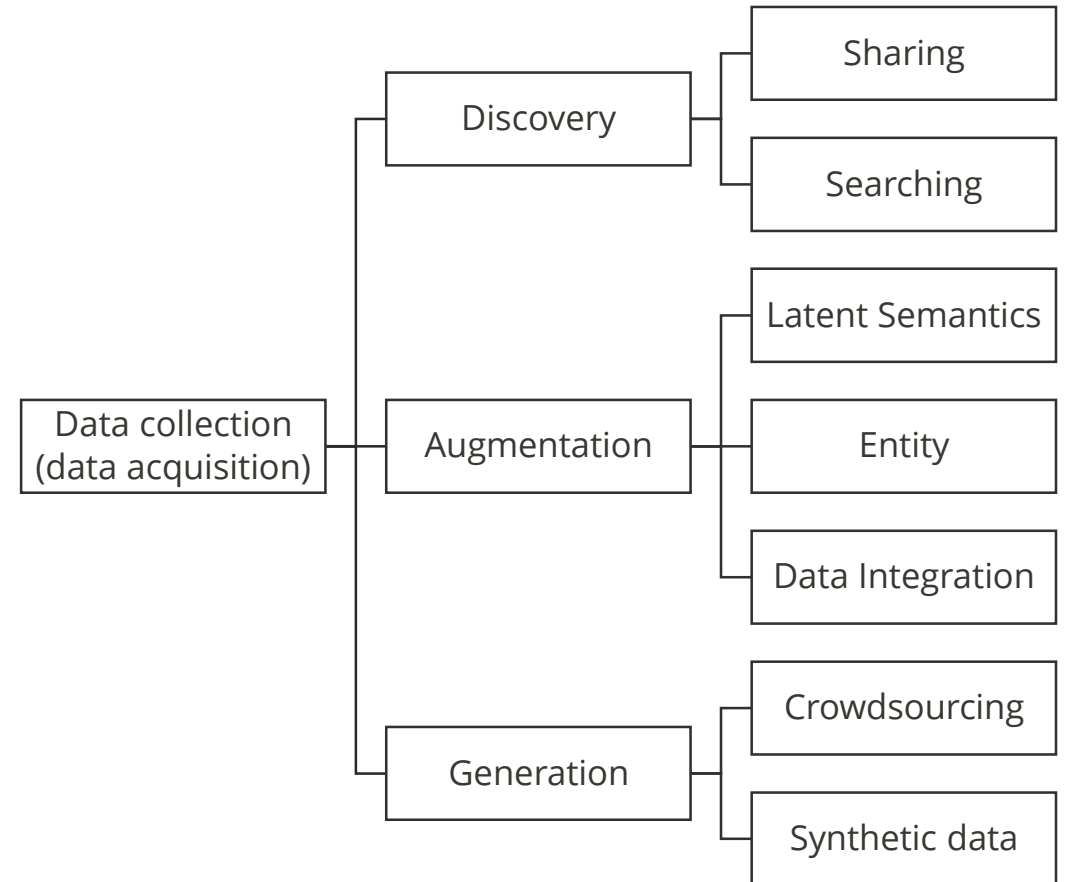 Sharing
Discovery
Searching
Latent Semantics
Data collection
(data acquisition)
Augmentation
Entity
Data Integration
Crowdsourcing
Generation
Synthetic data